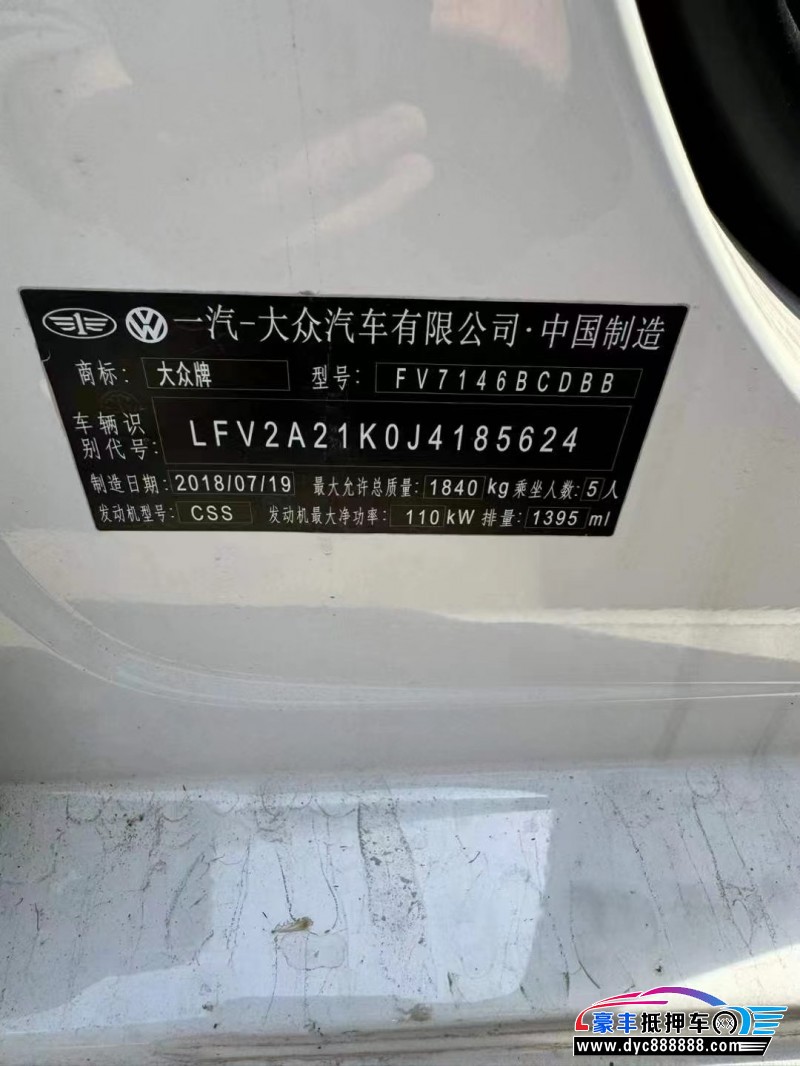 一汽-大众汽车有限公司·中国制造
商标: 大众牌 型号: FV7146BCDBB
车辆识别代号: LFV2A21K0J4185624
制造日期: 2018/07/19 最大允许总质量: 1840 kg 乘坐人数: 5 人
发动机型号: CSS 发动机最大净功率: 110 kW 排量: 1395 ml
豪丰抵押车
www.dyc888888.com